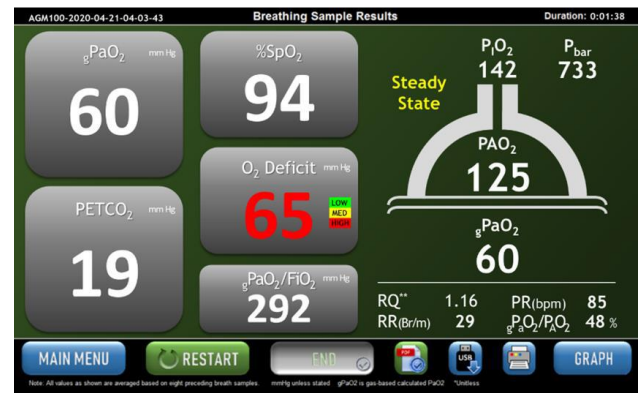 AGM100-2020-04-21-04-03-43 Breathing Sample Results Duration: 0:01:38
gPaO2 mm Hg
60
%SpO2
94
PETCO2 mm Hg
19
O2 Deficit mm Hg
65
LOW
MED
HIGH
gPaO2/FiO2 mm Hg
292
Steady
State
PIO2
142
Pbar
733
PAO2
125
gPaO2
60
RQ** 1.16 PR(bpm) 85
RR(Br/m) 29 gPaO2/PAO2 48 %
MAIN MENU RESTART END PDF USB GRAPH
Note: All values as shown are averaged based on eight preceding breath samples. mmHg unless stated gPaO2 is gas-based calculated PaO2 *Unitless